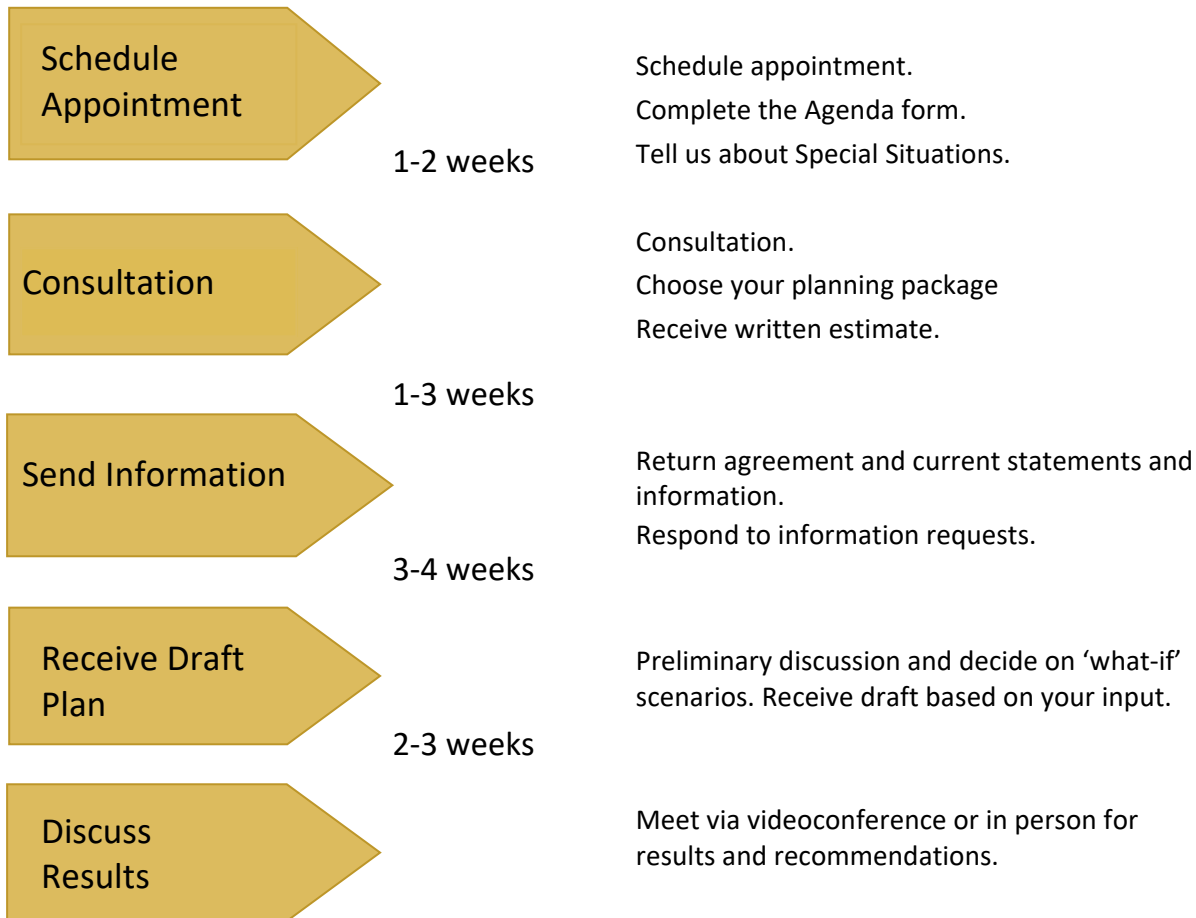 Schedule
Appointment
Schedule appointment.
Complete the Agenda form.
Tell us about Special Situations.
1-2 weeks
Consultation
Consultation.
Choose your planning package
Receive written estimate.
1-3 weeks
Send Information
Return agreement and current statements and
information.
Respond to information requests.
3-4 weeks
Receive Draft
Plan
Preliminary discussion and decide on ‘what-if’
scenarios. Receive draft based on your input.
2-3 weeks
Discuss
Results
Meet via videoconference or in person for
results and recommendations.